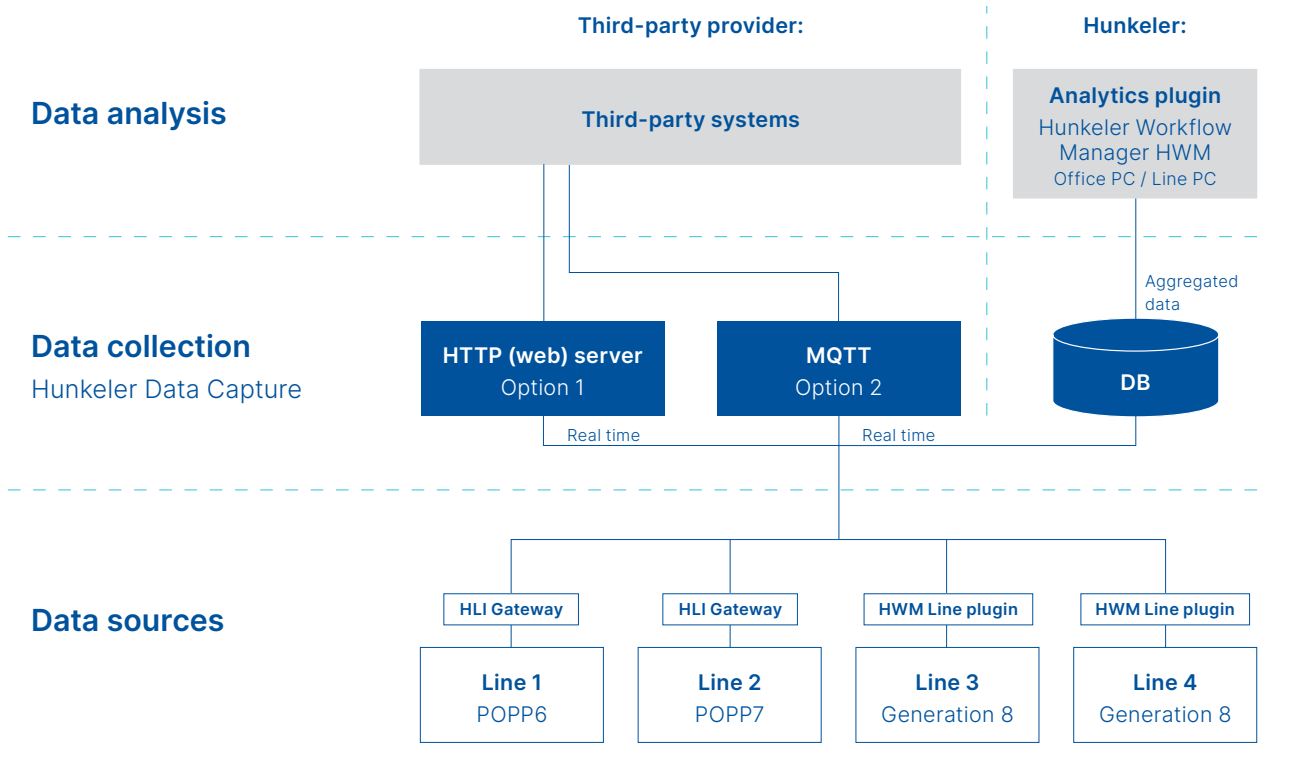 Third-party provider:
Hunkeler:
Data analysis
Third-party systems
Analytics plugin
Hunkeler Workflow
Manager HWM
Office PC / Line PC
Aggregated
data
Data collection
Hunkeler Data Capture
HTTP (web) server
Option 1
MQTT
Option 2
DB
Real time
Real time
Data sources
HLI Gateway
HLI Gateway
HWM Line plugin
HWM Line plugin
Line 1
POPP6
Line 2
POPP7
Line 3
Generation 8
Line 4
Generation 8